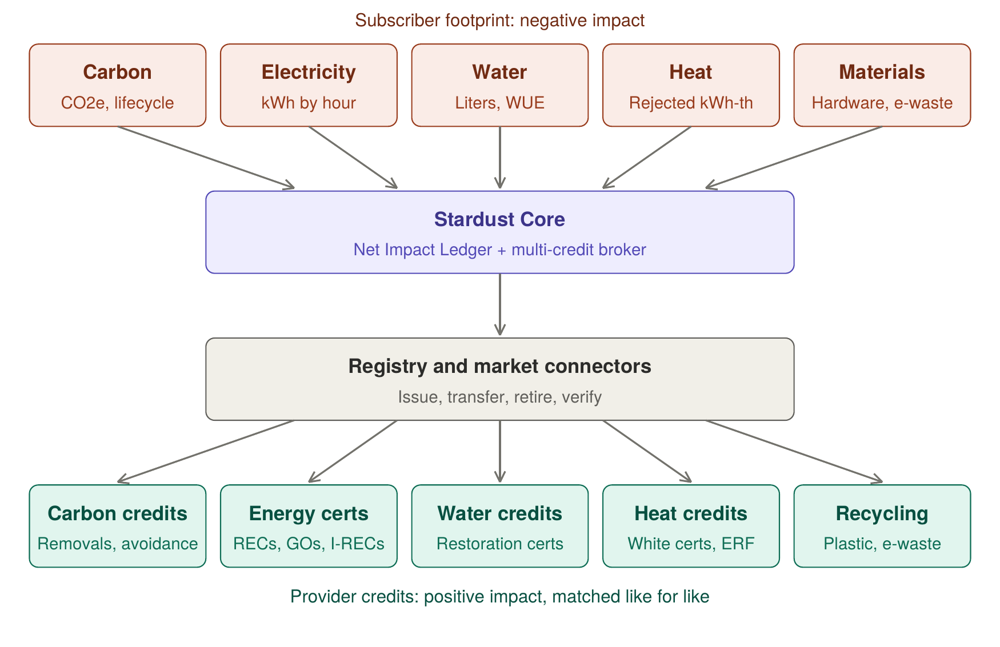 Subscriber footprint: negative impact
Carbon
CO2e, lifecycle
Electricity
kWh by hour
Water
Liters, WUE
Heat
Rejected kWh-th
Materials
Hardware, e-waste
Stardust Core
Net Impact Ledger + multi-credit broker
Registry and market connectors
Issue, transfer, retire, verify
Carbon credits
Removals, avoidance
Energy certs
RECs, GOs, I-RECs
Water credits
Restoration certs
Heat credits
White certs, ERF
Recycling
Plastic, e-waste
Provider credits: positive impact, matched like for like